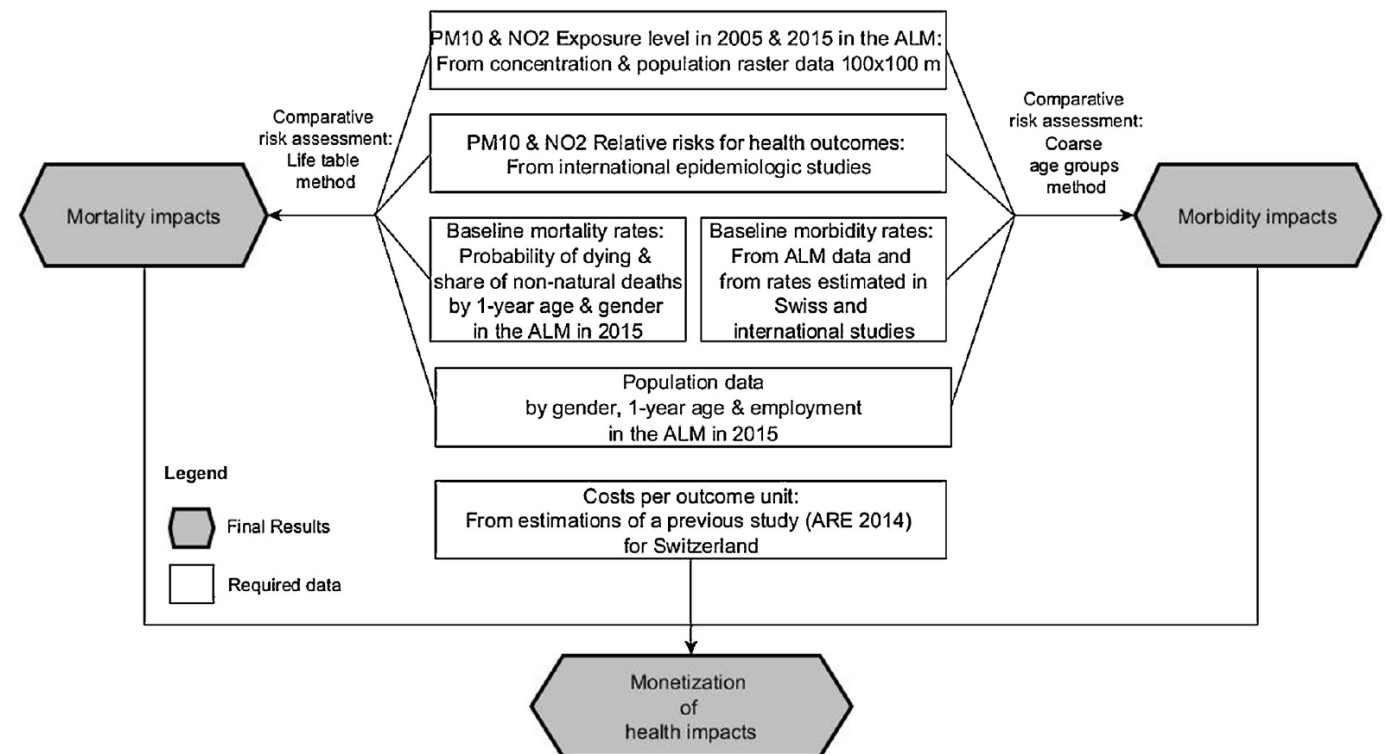 PM10 & NO2 Exposure level in 2005 & 2015 in the ALM:
From concentration & population raster data 100x100 m
Comparative
risk assessment:
Life table
method
Comparative
risk assessment:
Coarse
age groups
method
PM10 & NO2 Relative risks for health outcomes:
From international epidemiologic studies
Mortality impacts
Morbidity impacts
Baseline mortality rates:
Probability of dying &
share of non-natural deaths
by 1-year age & gender
in the ALM in 2015
Baseline morbidity rates:
From ALM data and
from rates estimated in
Swiss and
international studies
Population data
by gender, 1-year age & employment
in the ALM in 2015
Legend
Final Results
Required data
Costs per outcome unit:
From estimations of a previous study (ARE 2014)
for Switzerland
Monetization
of
health impacts